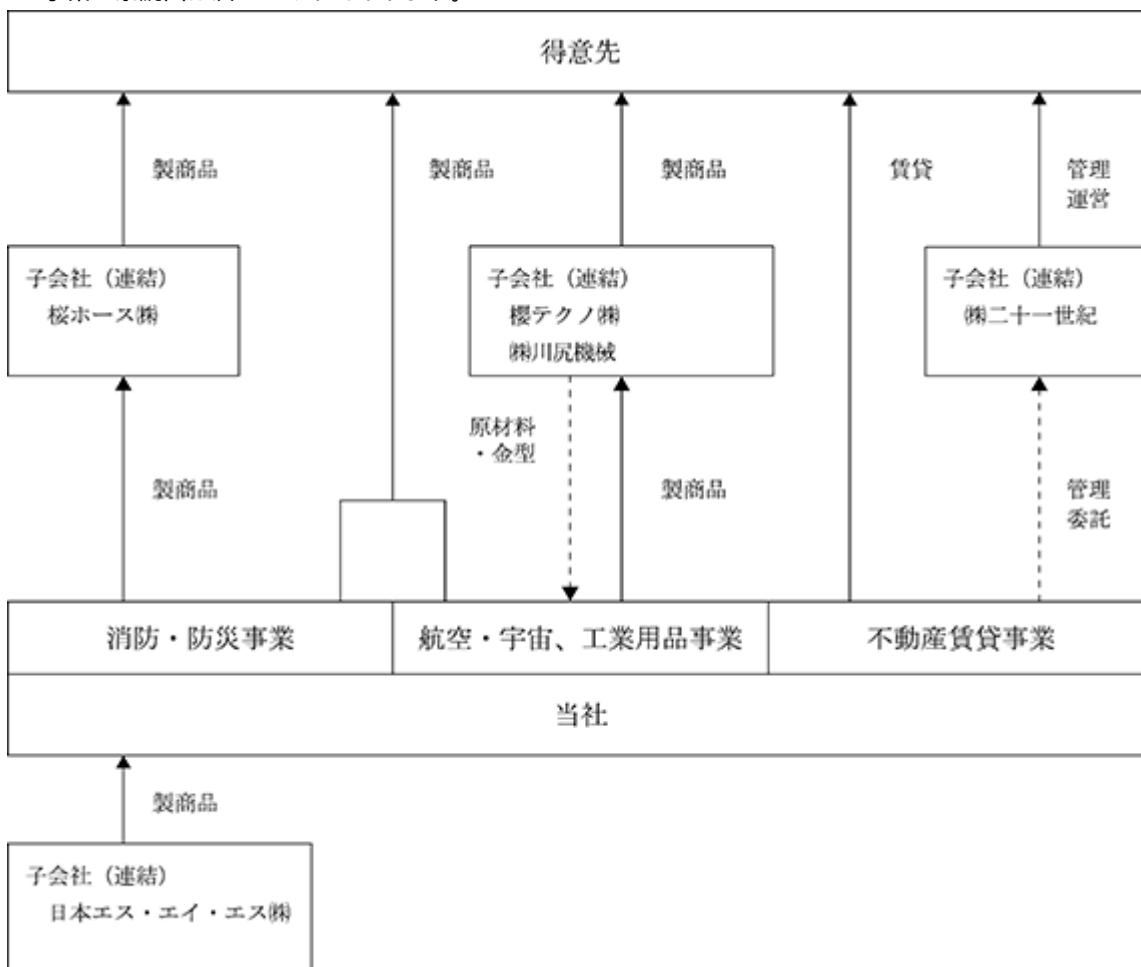 得意先
製商品
製商品
製商品
賃貸
管理
運営
子会社（連結）
桜ホース㈱
子会社（連結）
櫻テクノ㈱
㈱川尻機械
子会社（連結）
㈱二十一世紀
原材料
・金型
製商品
製商品
管理
委託
消防・防災事業
航空・宇宙、工業用品事業
不動産賃貸事業
当社
製商品
子会社（連結）
日本エス・エイ・エス㈱